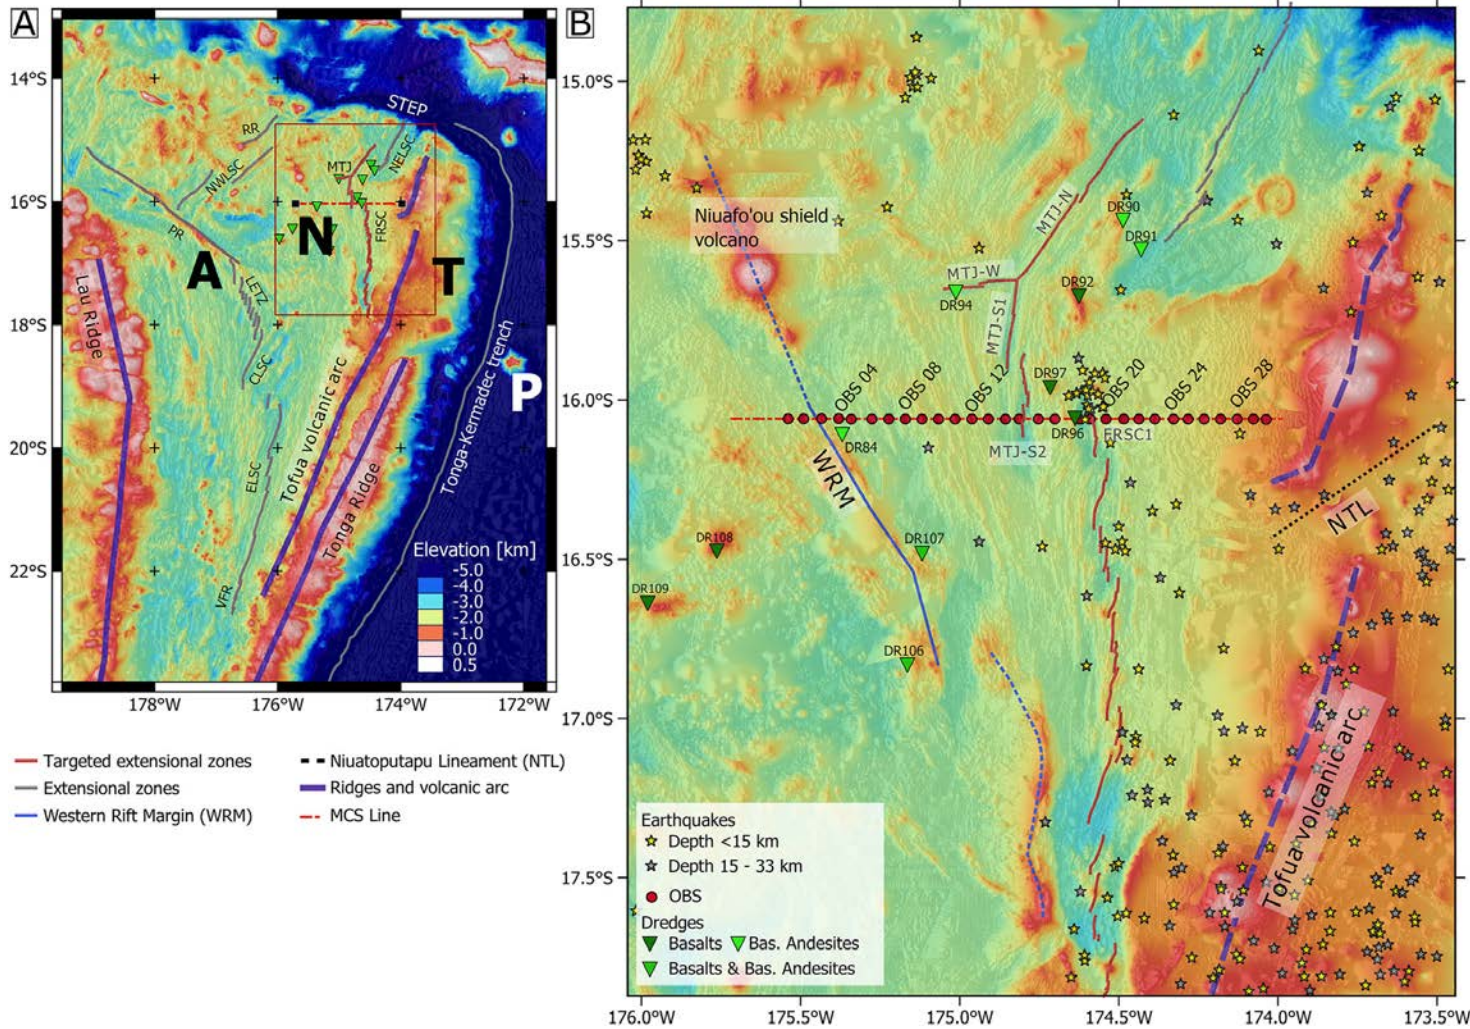 A
14°S
16°S
18°S
20°S
22°S
178°W
176°W
174°W
172°W
STEP
RR
NWLSC
MTJ
NELSC
PR
FRSC
N
A
T
P
LETZ
Lau Ridge
CLSC
Tofua volcanic arc
Tonga-Kermadec trench
ELSC
Tonga Ridge
VFR
Elevation [km]
-5.0
-4.0
-3.0
-2.0
-1.0
0.0
0.5
Targeted extensional zones
Extensional zones
Western Rift Margin (WRM)
Niuatoputapu Lineament (NTL)
Ridges and volcanic arc
MCS Line
B
15.0°S
15.5°S
16.0°S
16.5°S
17.0°S
17.5°S
176.0°W
175.5°W
175.0°W
174.5°W
174.0°W
173.5°W
Niuafo'ou shield
volcano
MTJ-N
DR90
DR91
MTJ-W
DR94
DR92
MTJ-S1
DR97
OBS 04
OBS 08
OBS 12
OBS 20
OBS 24
OBS 28
DR84
DR96
FRSC1
MTJ-S2
WRM
NTL
DR108
DR107
DR109
DR106
Tofua volcanic arc
Earthquakes
Depth <15 km
Depth 15 - 33 km
OBS
Dredges
Basalts
Bas. Andesites
Basalts & Bas. Andesites